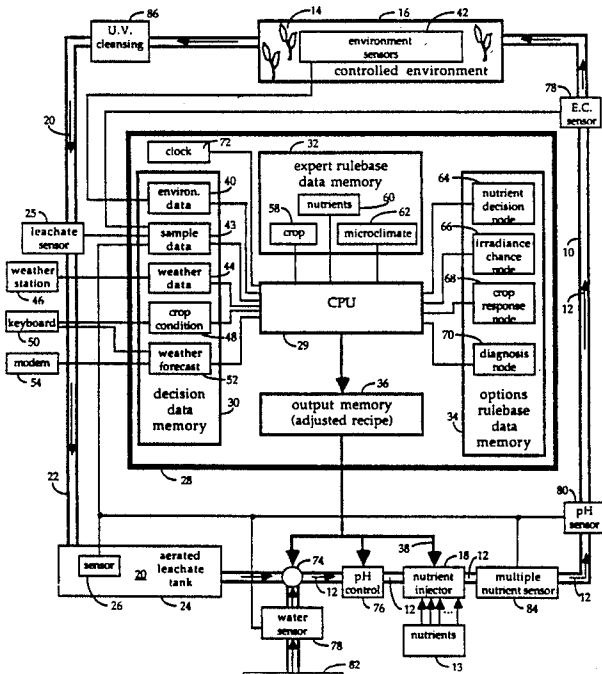 86
14
16
42
U.V.
cleansing
environment
sensors
controlled environment
78
E.C.
sensor
20
72
clock
32
expert rulebase
data memory
nutrients
60
58
crop
62
microclimate
40
environ.
data
43
sample
data
44
weather
data
crop
condition
48
weather
forecast
52
decision
data
memory
30
25
leachate
sensor
weather
station
46
keyboard
50
modem
54
CPU
29
36
output memory
(adjusted recipe)
64
nutrient
decision
node
66
irradiance
chance node
68
crop
response
node
70
diagnosis
node
options
rulebase
data
memory
34
10
12
28
22
80
pH
sensor
sensor
26
20
aerated
leachate
tank
24
74
12
pH
control
76
38
18
12
nutrient
injector
12
multiple
nutrient sensor
84
12
water
sensor
78
nutrients
13
82